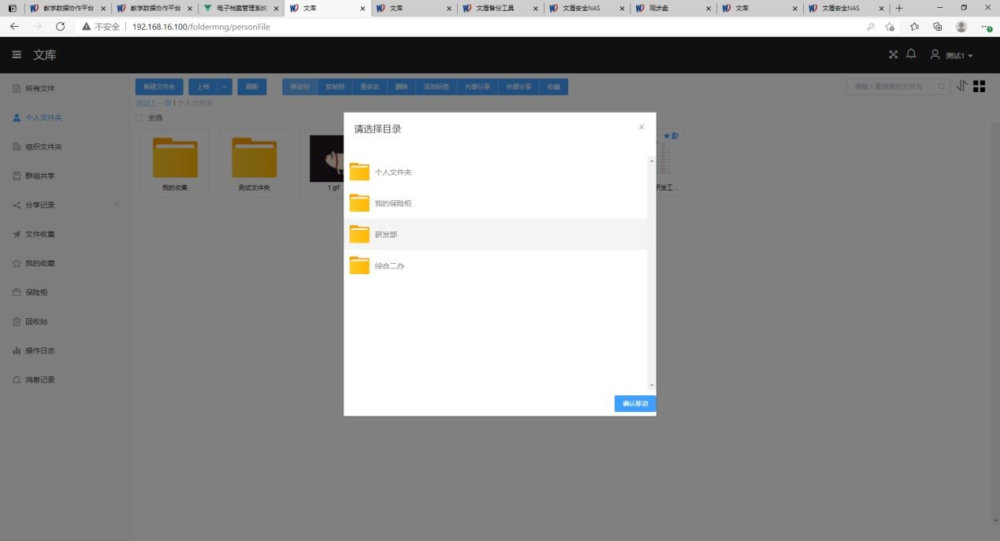 教学数据协作平台 教学数据协作平台 电子档案管理系统 文库 文库 文盾备份工具 文盾安全NAS 同步盘 文库 文盾安全NAS
不安全 192.168.16.100/foldermng/personFile
文库 测试1
所有文件
个人文件夹
组织文件夹
群组共享
分享记录
文件收集
我的收藏
保险柜
回收站
操作日志
消息记录
新建文件夹 上传 刷新 移动到 复制到 重命名 删除 添加标签 内部分享 外部分享 收藏 请输入要搜索的文件名
返回上一级 | 个人文件夹
全选
我的收集 测试文件夹 1.gif 研发工...
请选择目录
个人文件夹
我的保险柜
研发部
综合二办
确认移动